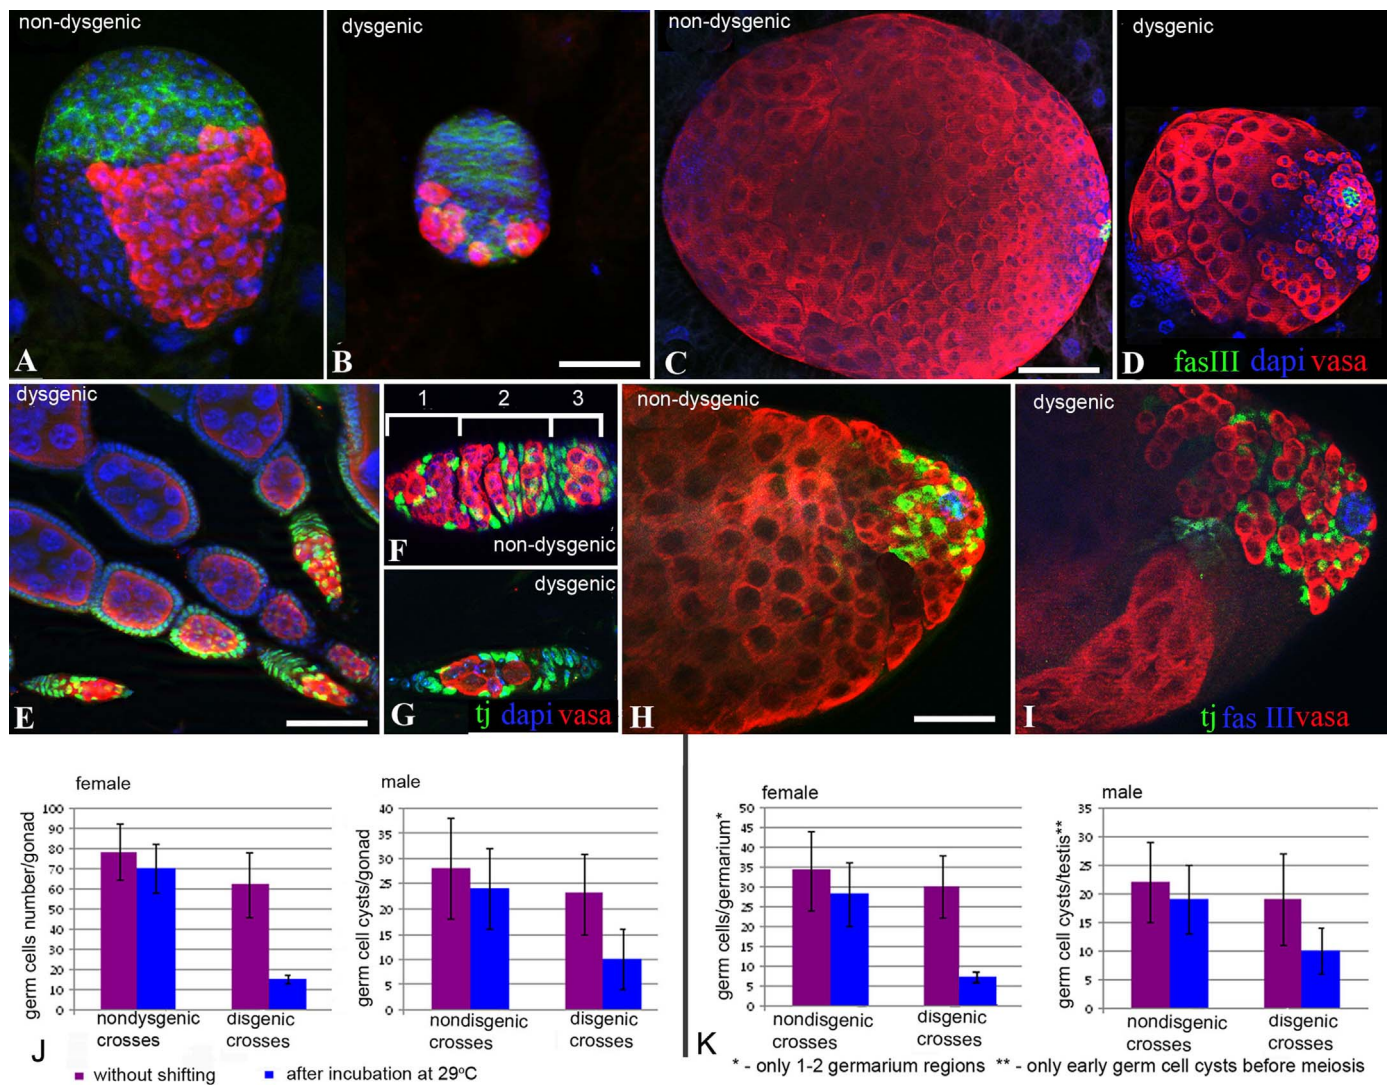 non-dysgenic
dysgenic
non-dysgenic
dysgenic
A
B
C
D
fasIII dapi vasa
dysgenic
1 2 3
F
non-dysgenic
dysgenic
non-dysgenic
dysgenic
E
G
tj dapi vasa
H
I
tj fas III vasa
female
male
germ cells number/gonad
100
90
80
70
60
50
40
30
20
10
0
nondysgenic crosses
disgenic crosses
germ cell cysts/gonad
40
35
30
25
20
15
10
5
0
nondisgenic crosses
disgenic crosses
J
without shifting
after incubation at 29ºC
female
male
germ cells/germarium*
50
45
40
35
30
25
20
15
10
5
0
nondisgenic crosses
disgenic crosses
germ cell cysts/testis**
35
30
25
20
15
10
5
0
nondisgenic crosses
disgenic crosses
K
* - only 1-2 germarium regions ** - only early germ cell cysts before meiosis